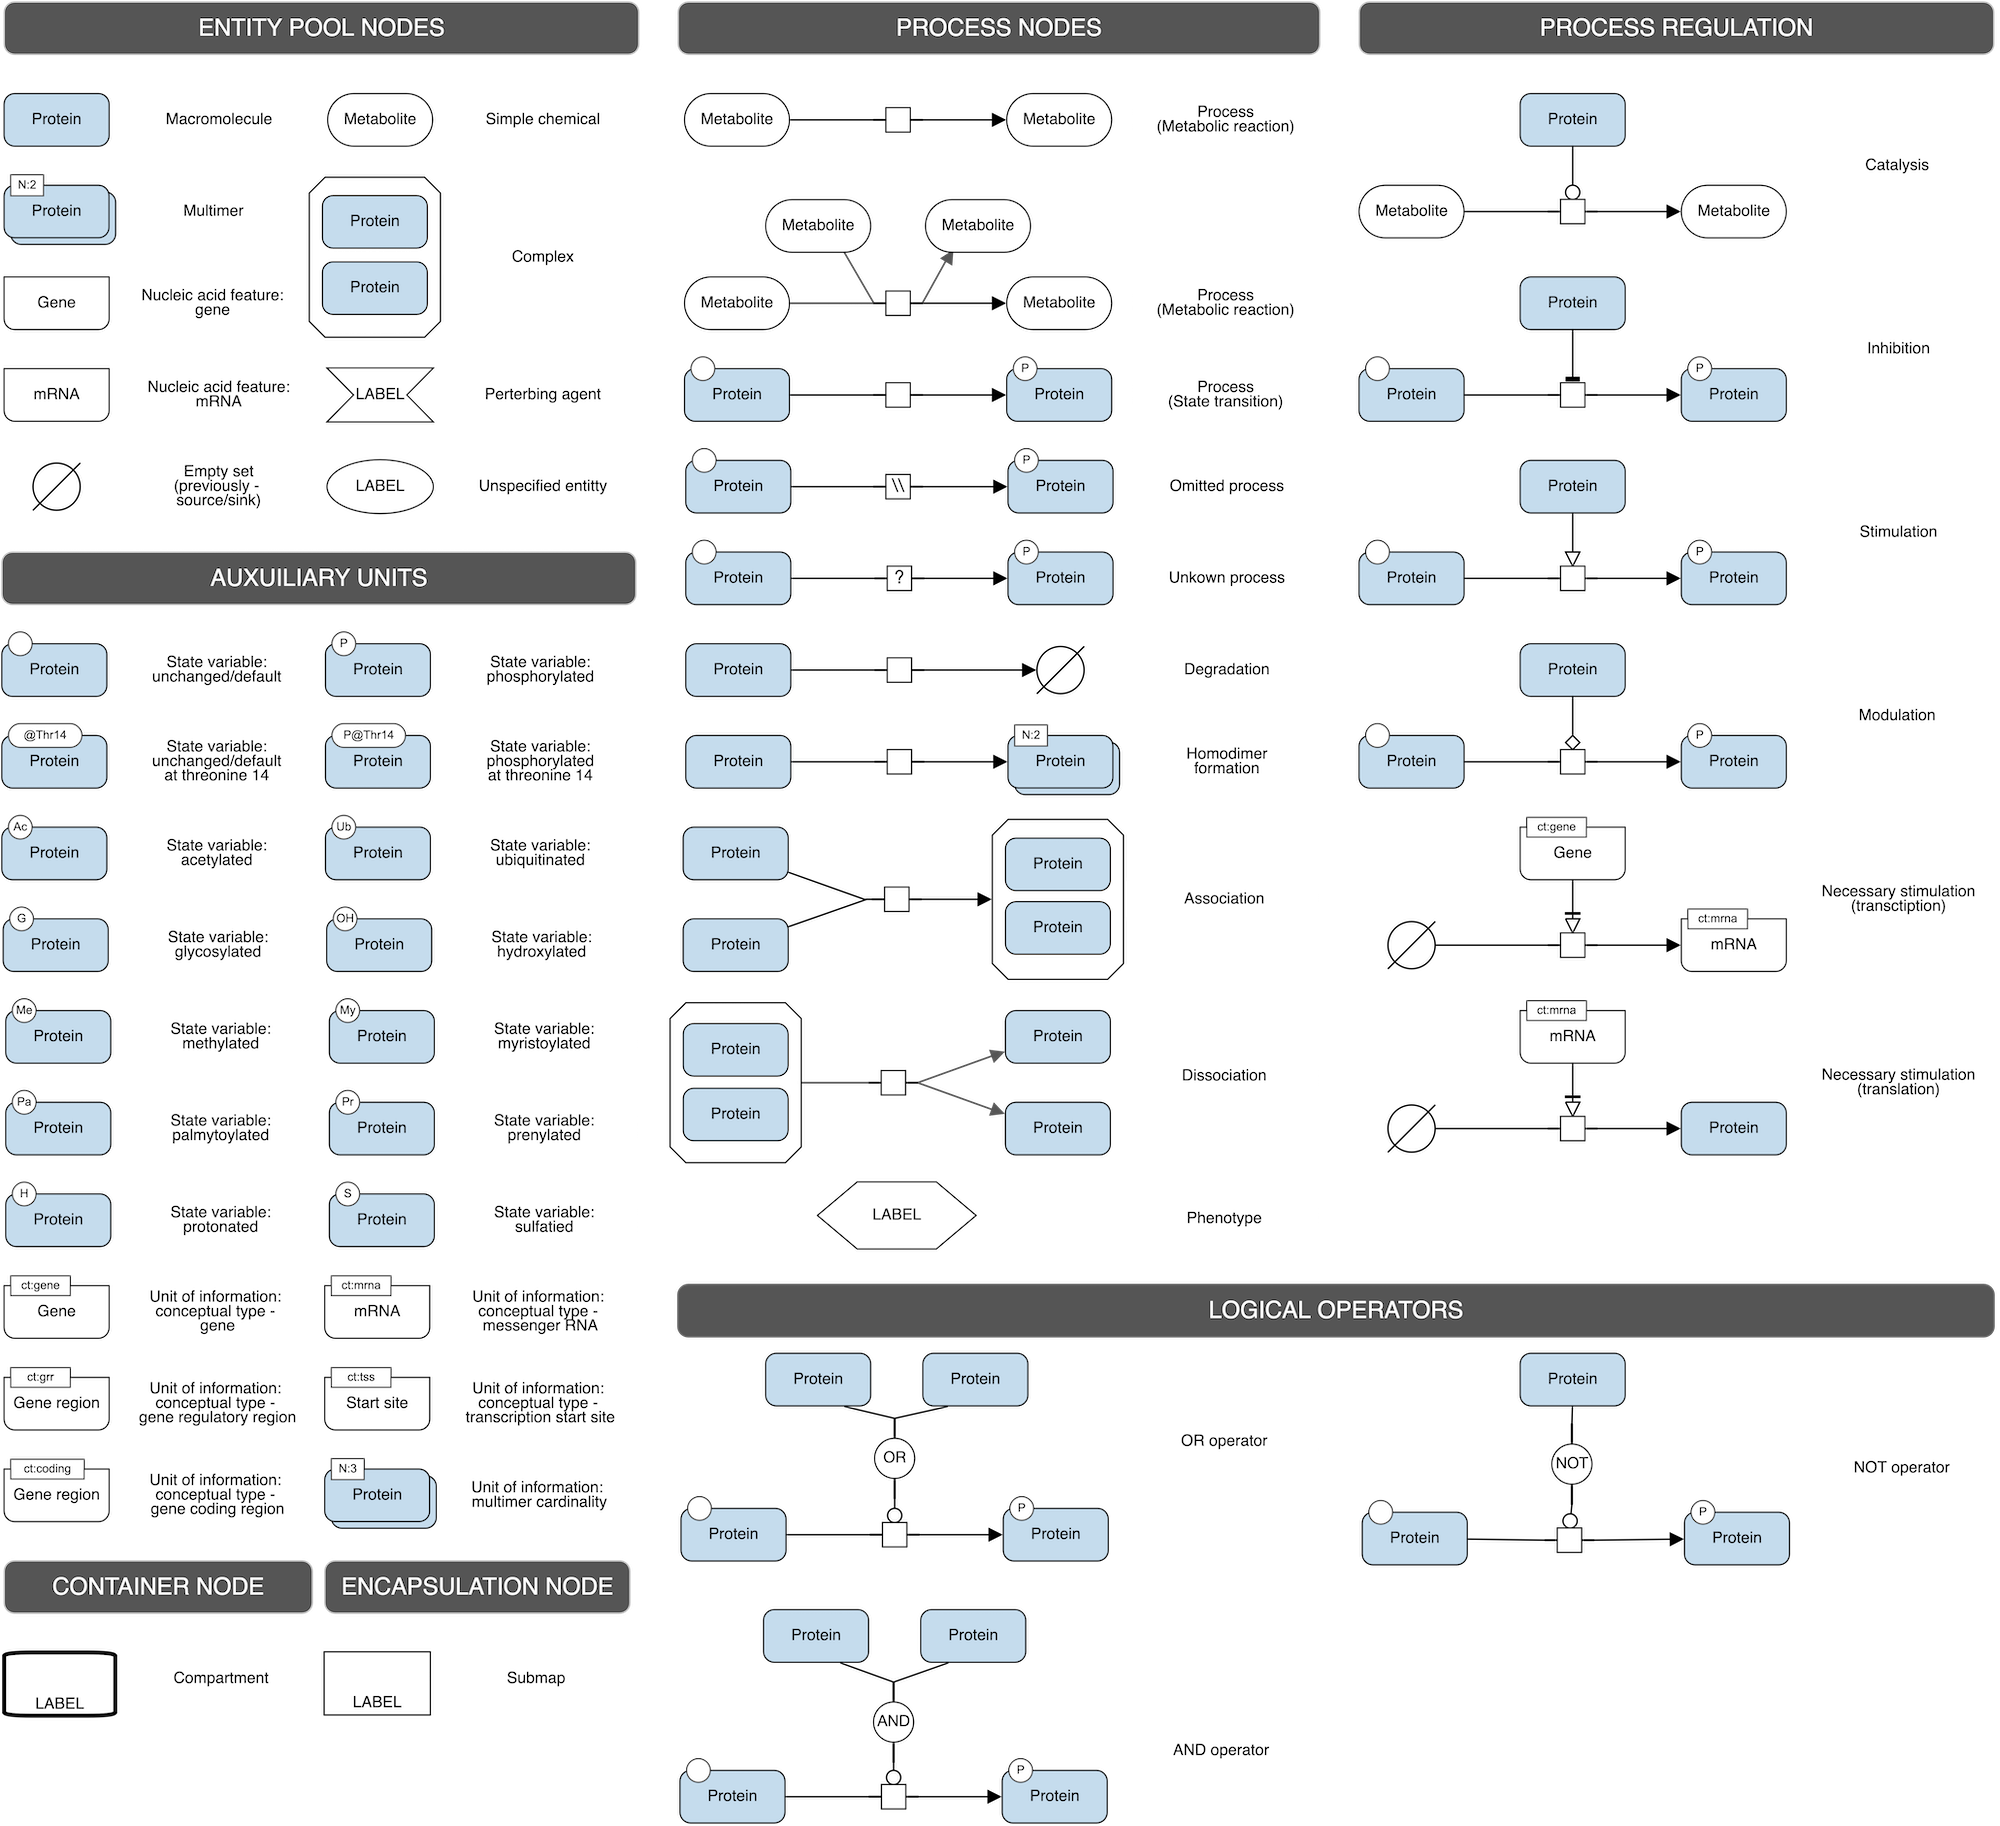 ENTITY POOL NODES
Protein
Macromolecule
Metabolite
Simple chemical
N:2
Protein
Multimer
Protein
Protein
Complex
Gene
Nucleic acid feature:
gene
mRNA
Nucleic acid feature:
mRNA
LABEL
Perterbing agent
Empty set
(previously -
source/sink)
LABEL
Unspecified entitty
AUXUILIARY UNITS
Protein
State variable:
unchanged/default
P
Protein
State variable:
phosphorylated
@Thr14
Protein
State variable:
unchanged/default
at threonine 14
P@Thr14
Protein
State variable:
phosphorylated
at threonine 14
Ac
Protein
State variable:
acetylated
Ub
Protein
State variable:
ubiquitinated
G
Protein
State variable:
glycosylated
OH
Protein
State variable:
hydroxylated
Me
Protein
State variable:
methylated
My
Protein
State variable:
myristoylated
Pa
Protein
State variable:
palmytoylated
Pr
Protein
State variable:
prenylated
H
Protein
State variable:
protonated
S
Protein
State variable:
sulfatied
ct:gene
Gene
Unit of information:
conceptual type -
gene
ct:mrna
mRNA
Unit of information:
conceptual type -
messenger RNA
ct:grr
Gene region
Unit of information:
conceptual type -
gene regulatory region
ct:tss
Start site
Unit of information:
conceptual type -
transcription start site
ct:coding
Gene region
Unit of information:
conceptual type -
gene coding region
N:3
Protein
Unit of information:
multimer cardinality
CONTAINER NODE
LABEL
Compartment
ENCAPSULATION NODE
LABEL
Submap
PROCESS NODES
Metabolite
Metabolite
Process
(Metabolic reaction)
Metabolite
Metabolite
Metabolite
Metabolite
Process
(Metabolic reaction)
Protein
P
Protein
Process
(State transition)
Protein
\\
P
Protein
Omitted process
Protein
?
P
Protein
Unkown process
Protein
Degradation
Protein
N:2
Protein
Homodimer
formation
Protein
Protein
Protein
Protein
Association
Protein
Protein
Protein
Protein
Dissociation
LABEL
Phenotype
PROCESS REGULATION
Protein
Metabolite
Metabolite
Catalysis
Protein
Protein
P
Protein
Inhibition
Protein
Protein
P
Protein
Stimulation
Protein
Protein
P
Protein
Modulation
ct:gene
Gene
ct:mrna
mRNA
Necessary stimulation
(transctiption)
ct:mrna
mRNA
Protein
Necessary stimulation
(translation)
LOGICAL OPERATORS
Protein
Protein
OR
Protein
P
Protein
OR operator
Protein
NOT
Protein
P
Protein
NOT operator
Protein
Protein
AND
Protein
P
Protein
AND operator